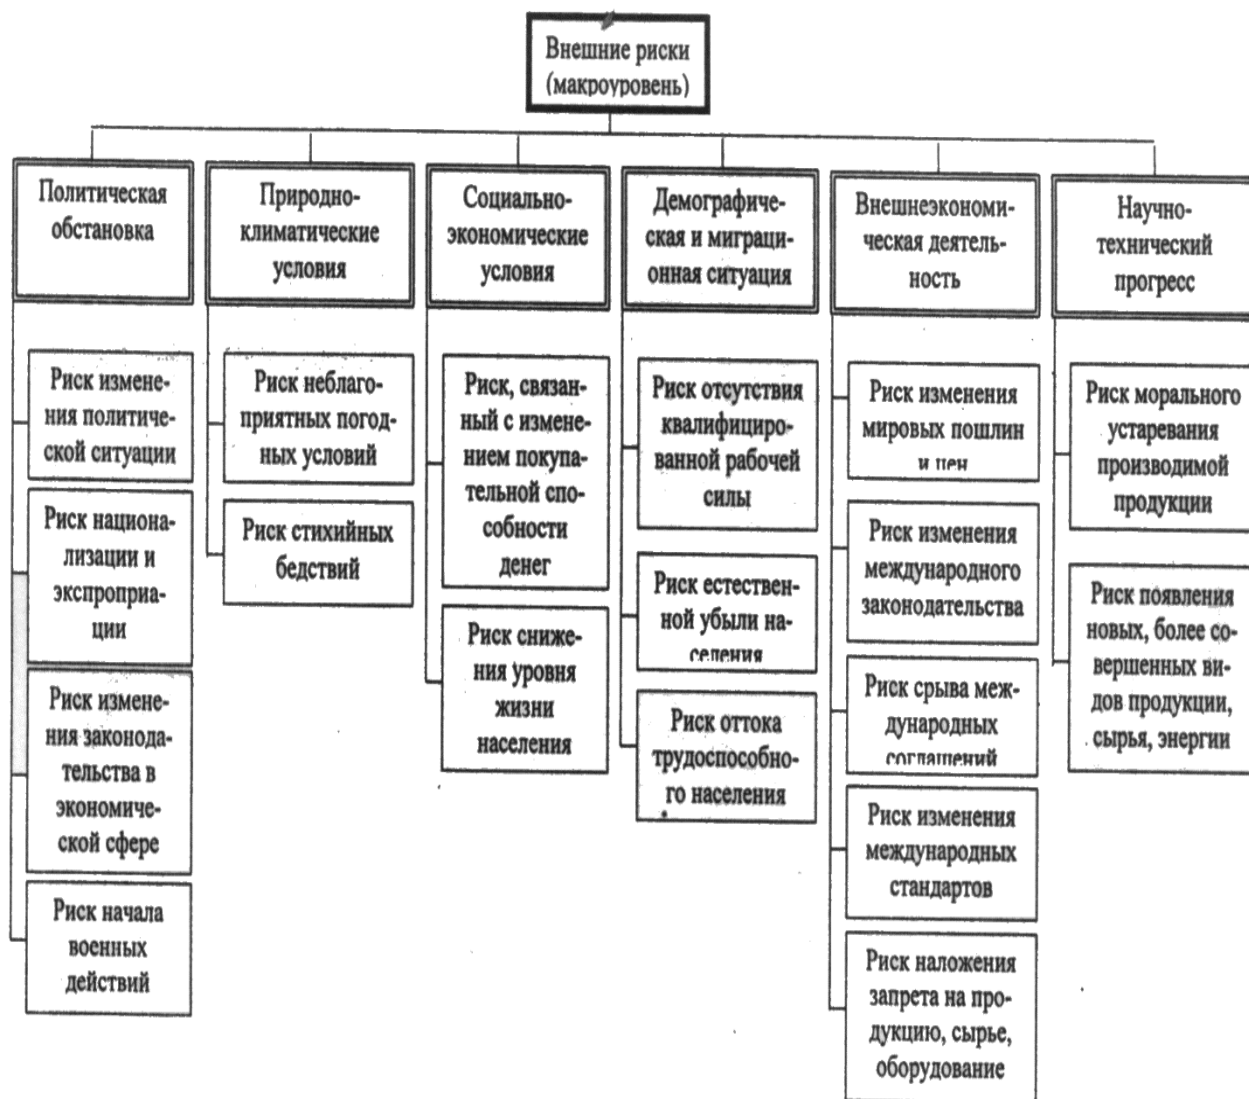 Внешние риски
(макроуровень)
Политическая
обстановка
Риск измене-
ния политиче-
ской ситуации
Риск национа-
лизации и
экспроприа-
ции
Риск измене-
ния законода-
тельства в
экономиче-
ской сфере
Риск начала
военных
действий
Природно-
климатические
условия
Риск неблаго-
приятных погод-
ных условий
Риск стихийных
бедствий
Социально-
экономические
условия
Риск, связан-
ный с измене-
нием покупа-
тельной спо-
собности
денег
Риск сниже-
ния уровня
жизни
населения
Демографиче-
ская и миграци-
онная ситуация
Риск отсутствия
квалифициро-
ванной рабочей
силы
Риск естествен-
ной убыли на-
селения
Риск оттока
трудоспособно-
го населения
Внешнеэкономи-
ческая деятель-
ность
Риск изменения
мировых пошлин
и цен
Риск изменения
международного
законодательства
Риск срыва меж-
дународных
соглашений
Риск изменения
международных
стандартов
Риск наложения
запрета на про-
дукцию, сырье,
оборудование
Научно-
технический
прогресс
Риск морального
устаревания
производимой
продукции
Риск появления
новых, более со-
вершенных ви-
дов продукции,
сырья, энергии